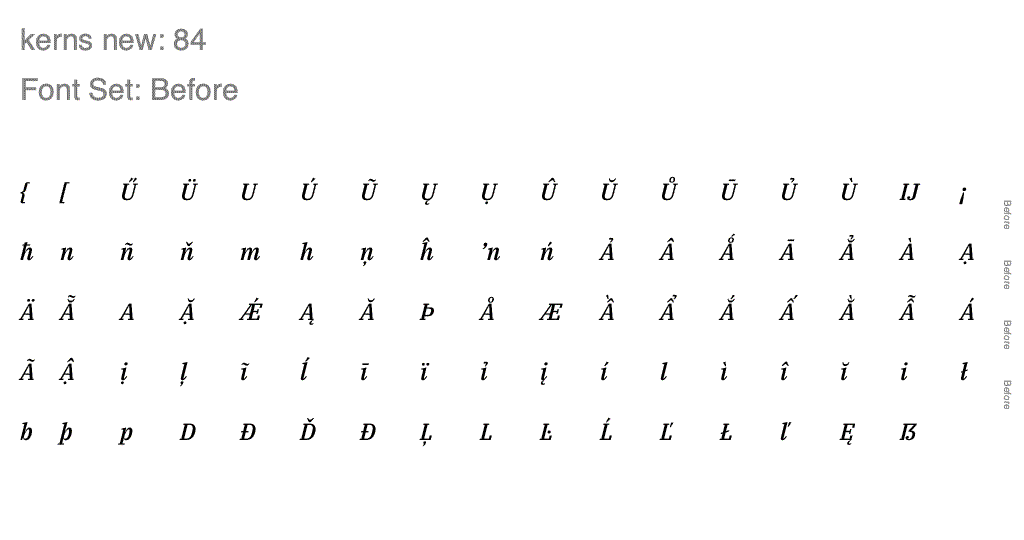 kerns new: 84
Font Set: Before
{ [ Ű Ü U Ú Ũ Ų Ụ Û Ŭ Ů Ū Ủ Ù IJ ¡
Before
ħ n ñ ň m h ņ ĥ ŉ ń Ả Â Ǻ Ā Ẳ À Ạ
Before
Ä Ẵ A Ặ Ǽ Ą Ă Þ Å Æ Ầ Ẩ Ắ Ấ Ằ Ẫ Á
Before
Ã Ậ ị ļ ĩ ĺ ī ï ỉ į í l ì î ĭ i ł
Before
b þ p D Đ Ď Ð Ļ L Ŀ Ĺ Ľ Ł ľ Ę ẞ